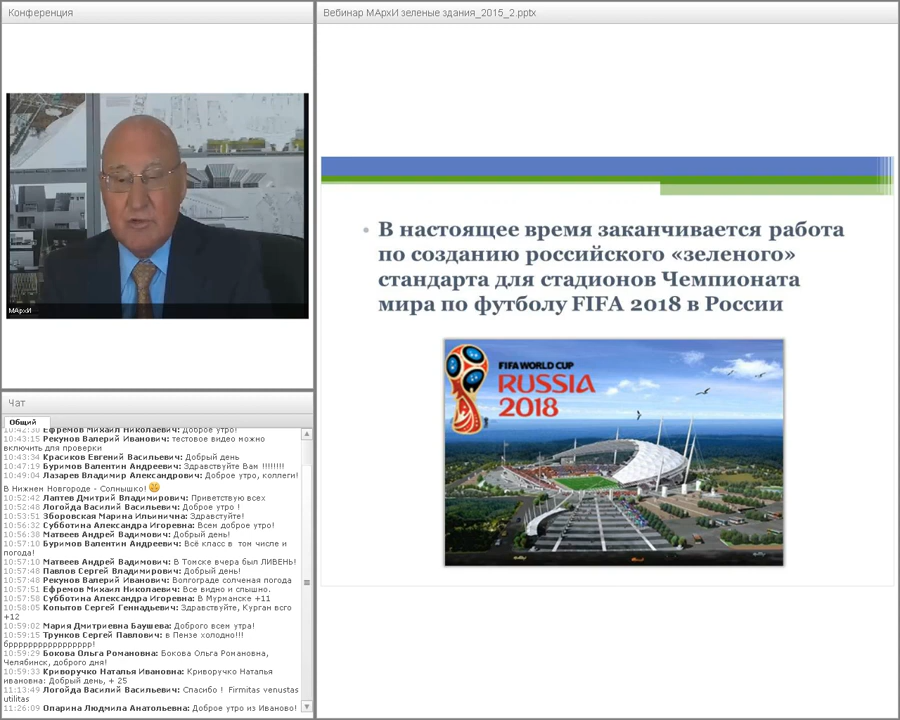 Конференция
МАрхИ
Чат
Общий
10:42:30 Ефремов Михаил Николаевич: Доброе утро!
10:43:15 Рекунов Валерий Иванович: тестовое видео можно
включить для проверки
10:43:34 Красиков Евгений Васильевич: Добрый день
10:47:19 Буримов Валентин Андреевич: Здравствуйте Вам !!!!!!!!
10:49:04 Лазарев Владимир Александрович: Доброе утро, коллеги!
В Нижнем Новгороде - Солнышко!
10:52:42 Лаптев Дмитрий Владимирович: Приветствую всех
10:52:48 Логойда Василий Васильевич: Доброе утро !
10:53:51 Зборовская Марина Ильинична: Здравстуйте!
10:56:32 Субботина Александра Игоревна: Всем доброе утро!
10:56:38 Матвеев Андрей Вадимович: Добрый день!
10:57:10 Буримов Валентин Андреевич: Всё класс в том числе и
погода!
10:57:10 Матвеев Андрей Вадимович: В Томске вчера был ЛИВЕНЬ!
10:57:48 Павлов Сергей Владимирович: Добрый день!
10:57:48 Рекунов Валерий Иванович: Волгограде солченая погода
10:57:51 Ефремов Михаил Николаевич: Все видно и слышно.
10:57:58 Субботина Александра Игоревна: В Мурманске +11
10:58:05 Копытов Сергей Геннадьевич: Здравствуйте, Курган всго
+12
10:59:02 Мария Дмитриевна Баушева: Доброго всем утра!
10:59:15 Трунков Сергей Павлович: в Пензе холодно!!!
бррррррррррррррррр!
10:59:29 Бокова Ольга Романовна: Бокова Ольга Романовна,
Челябинск, доброго дня!
10:59:33 Криворучко Наталья Ивановна: Криворучко Наталья
ивановна: Добрый день, + 25
11:13:49 Логойда Василий Васильевич: Спасибо ! Firmitas venustas
utilitas
11:26:09 Опарина Людмила Анатольевна: Доброе утро из Иваново!
Вебинар МАрхИ зеленые здания_2015_2.pptx
• В настоящее время заканчивается работа
по созданию российского «зеленого»
стандарта для стадионов Чемпионата
мира по футболу FIFA 2018 в России
FIFA WORLD CUP
RUSSIA
2018